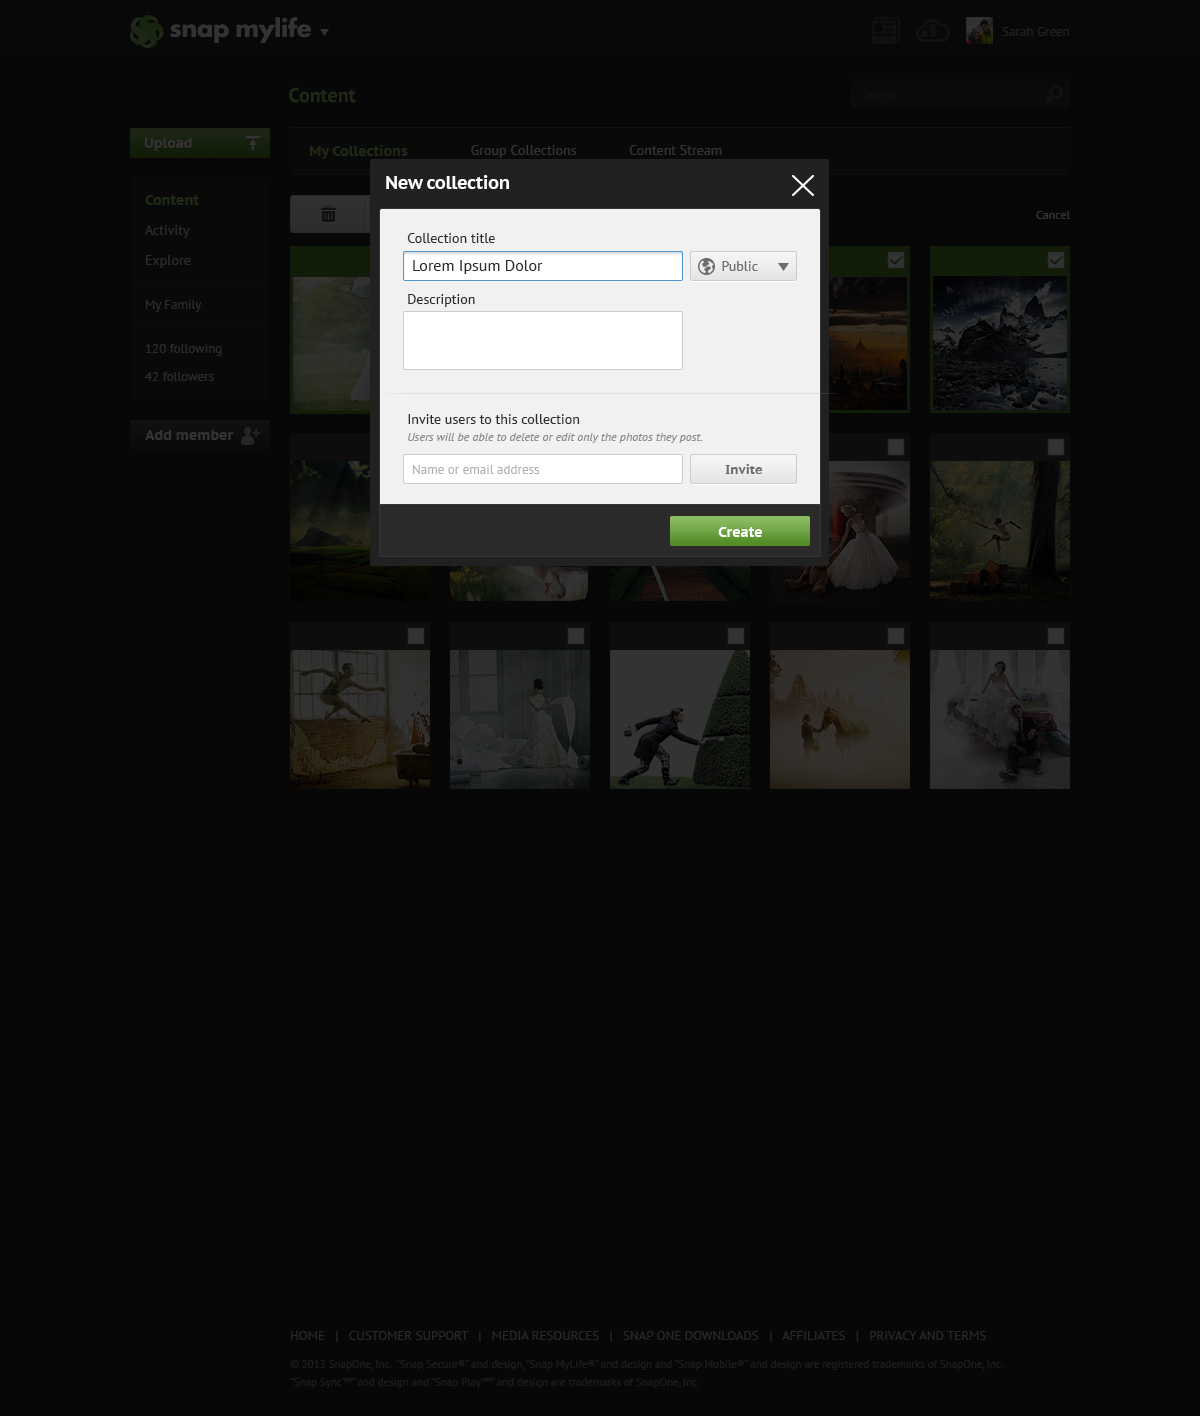 snap mylife
Sarah Green
Content
Search
Upload
My Collections
Group Collections
Content Stream
New collection
Content
Activity
Explore
My Family
120 following
42 followers
Add member
Cancel
Collection title
Lorem Ipsum Dolor
Public
Description
Invite users to this collection
Users will be able to delete or edit only the photos they post.
Name or email address
Invite
Create
HOME | CUSTOMER SUPPORT | MEDIA RESOURCES | SNAP ONE DOWNLOADS | AFFILIATES | PRIVACY AND TERMS
© 2013 SnapOne, Inc. "Snap Secure®" and design, "Snap MyLife®" and design and "Snap Mobile®" and design are registered trademarks of SnapOne, Inc.
"Snap Sync™" and design and "Snap Play™" and design are trademarks of SnapOne, Inc.